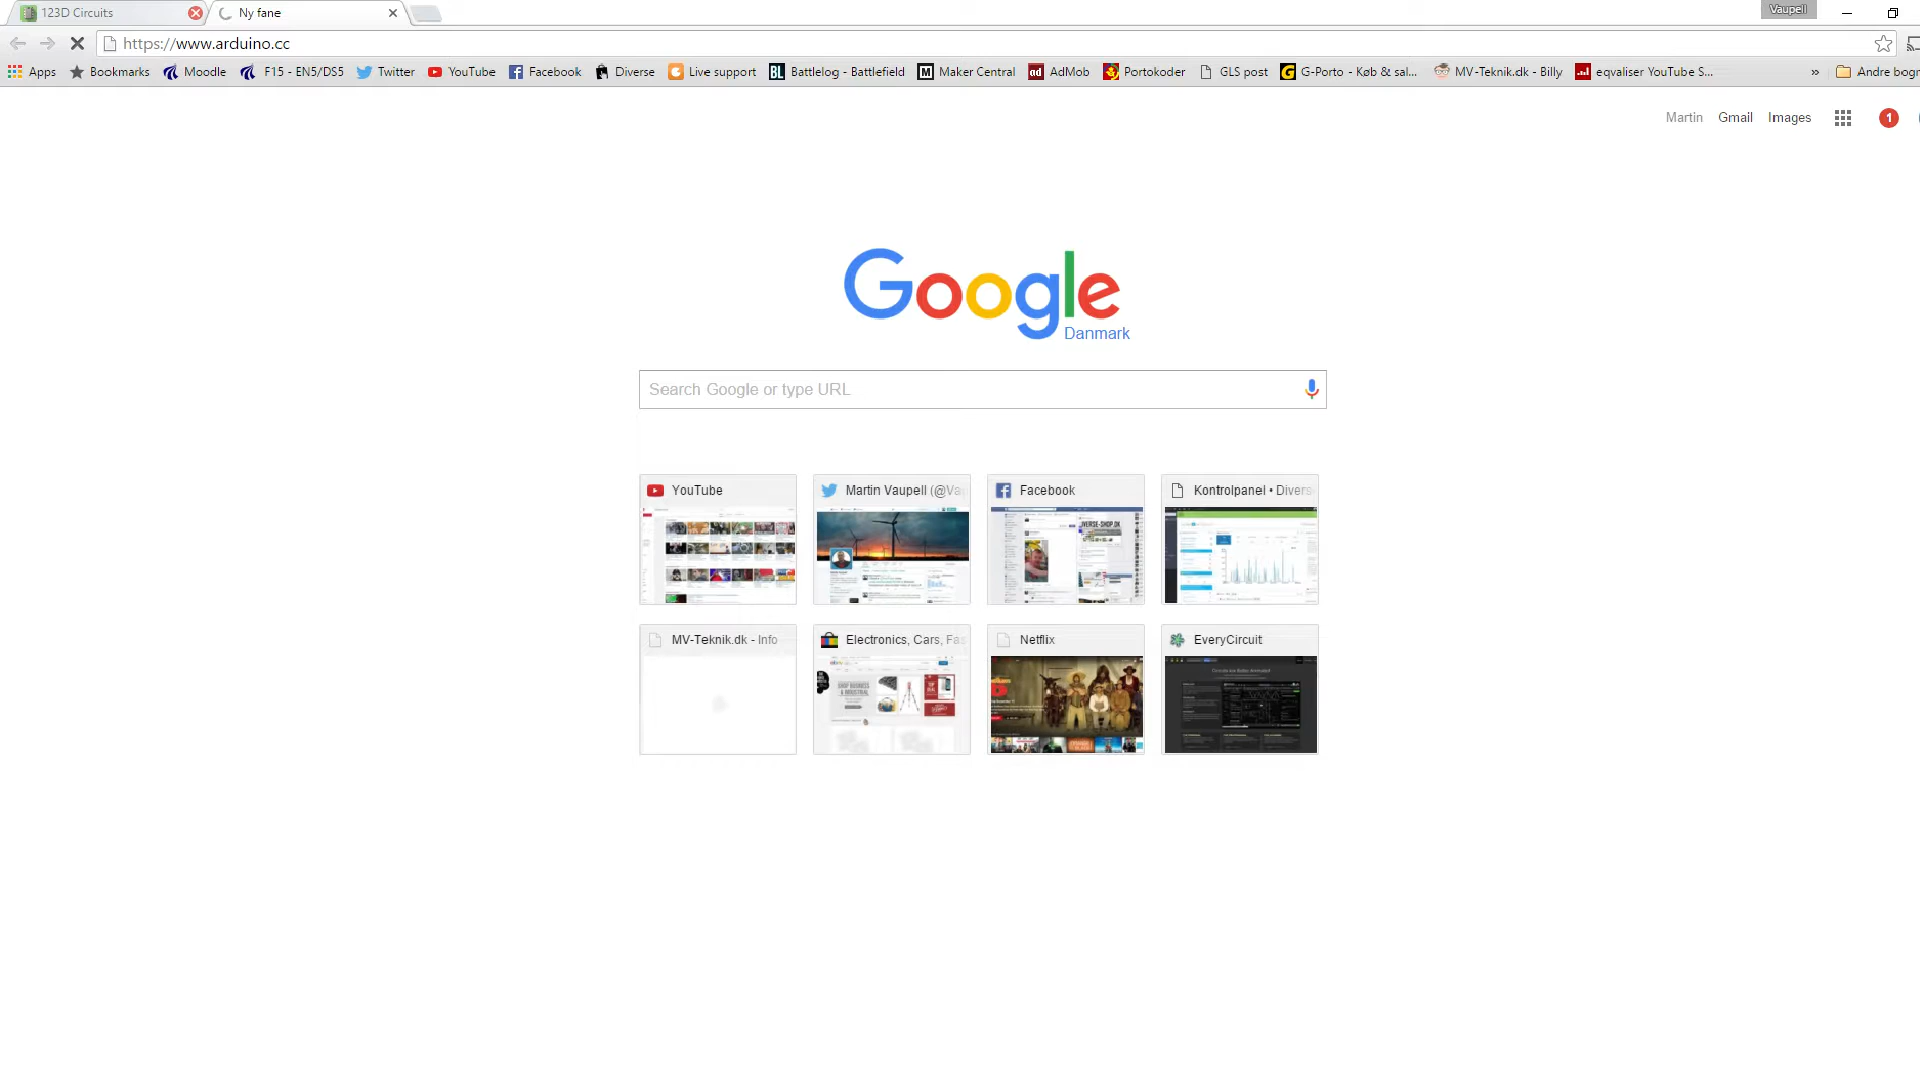 123D Circuits
Ny fane
Vaupell
https://www.arduino.cc
Apps Bookmarks Moodle F15 - EN5/DS5 Twitter YouTube Facebook Diverse Live support Battlelog - Battlefield Maker Central AdMob Portokoder GLS post G-Porto - Køb & sal... MV-Teknik.dk - Billy eqvaliser YouTube S... » Andre bogn
Martin Gmail Images 1
Google
Danmark
Search Google or type URL
YouTube Martin Vaupell (@Va Facebook Kontrolpanel • Divers
MV-Teknik.dk - Info Electronics, Cars, Fas Netflix EveryCircuit